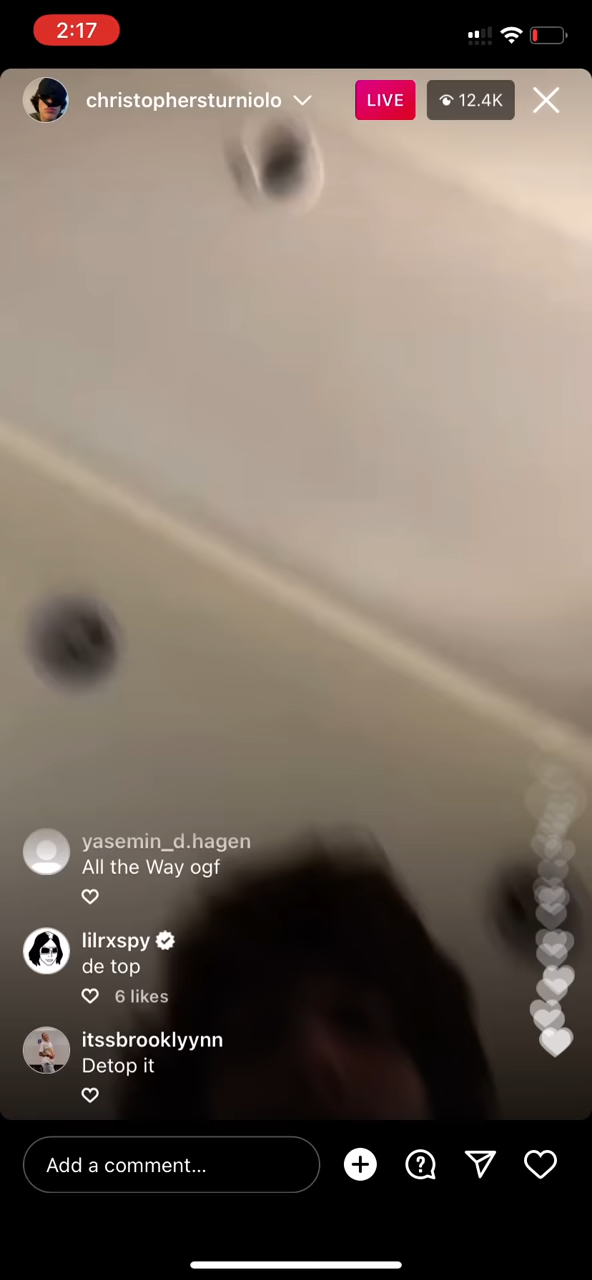 2:17
christophersturniolo
LIVE
12.4K
yasemin_d.hagen
All the Way ogf
lilrxspy
de top
6 likes
itssbrooklyynn
Detop it
Add a comment...